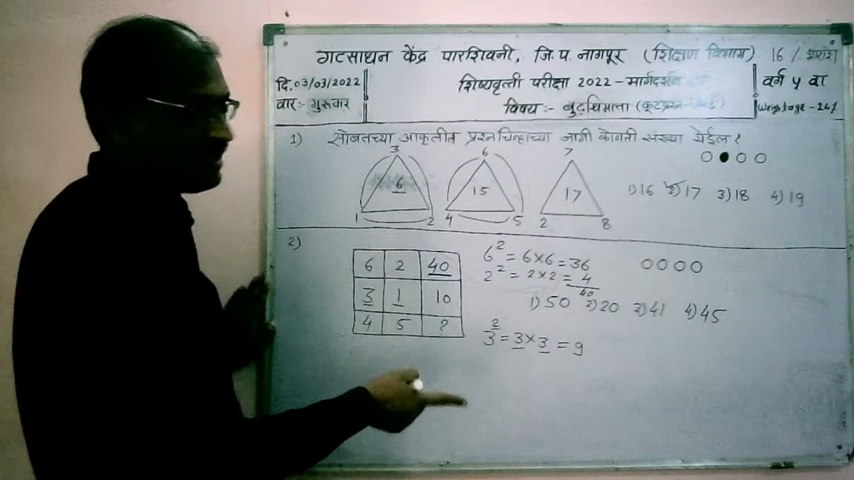 गटसाधन केंद्र पारशिवनी, जि.प. नागपूर (शिक्षण विभाग) 16 /
दि.03/03/2022 शिष्यवृत्ती परीक्षा 2022 - मार्गदर्शन वर्ग ५ वा
वार:- गुरूवार विषय :- बुद्धिमत्ता (कूटप्रश्न- Weightage - 24%
1) सोबतच्या आकृतीत प्रश्नचिन्हाच्या जागी कोणती संख्या येईल ?
3 6 7
6 15 17 1) 16 2) 17 3) 18 4) 19
1 2 4 5 2 8
2)
6 2 40
3 1 10
4 5 ?
6² = 6×6 = 36
2² = 2×2 = 4
40
1) 50 2) 20 3) 41 4) 45
3² = 3×3 = 9